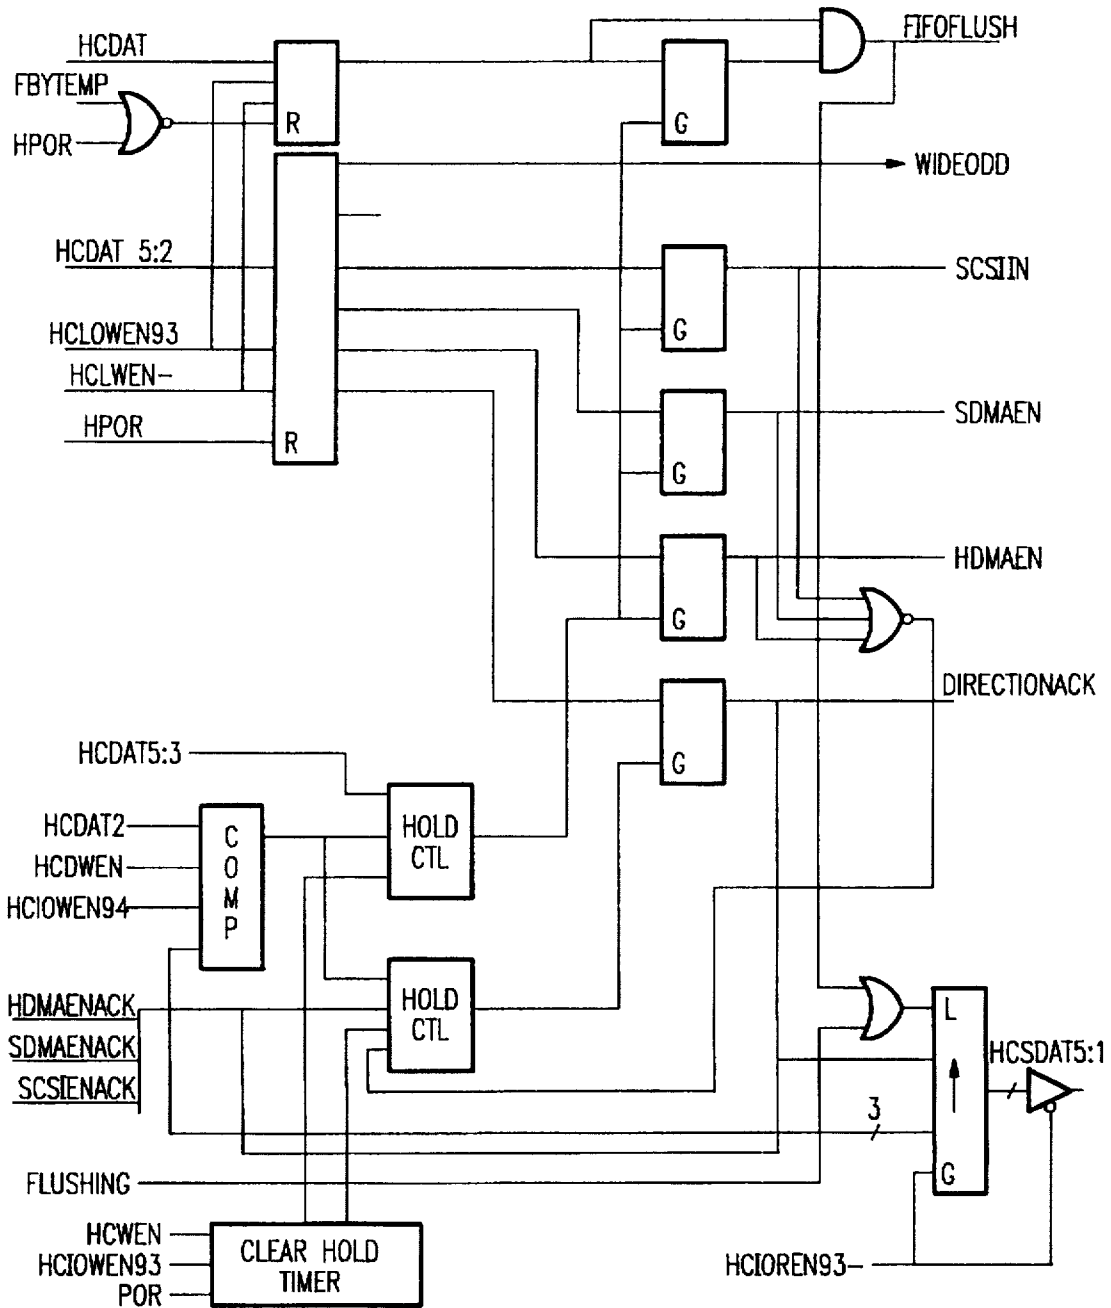 HCDAT
FIFOFLUSH
FBYTEMP
HPOR
R
G
WIDEODD
HCDAT 5:2
SCSIIN
G
HCLOWEN93
HCLWEN-
SDMAEN
HPOR
R
G
HDMAEN
G
DIRECTIONACK
HCDAT5:3
G
HCDAT2
HCDWEN
HCIOWEN94
COMP
HOLD
CTL
HDMAENACK
SDMAENACK
SCSIENACK
HOLD
CTL
L
HCSDAT5:1
3
FLUSHING
G
HCWEN
HCIOWEN93
POR
CLEAR HOLD
TIMER
HCIOREN93-